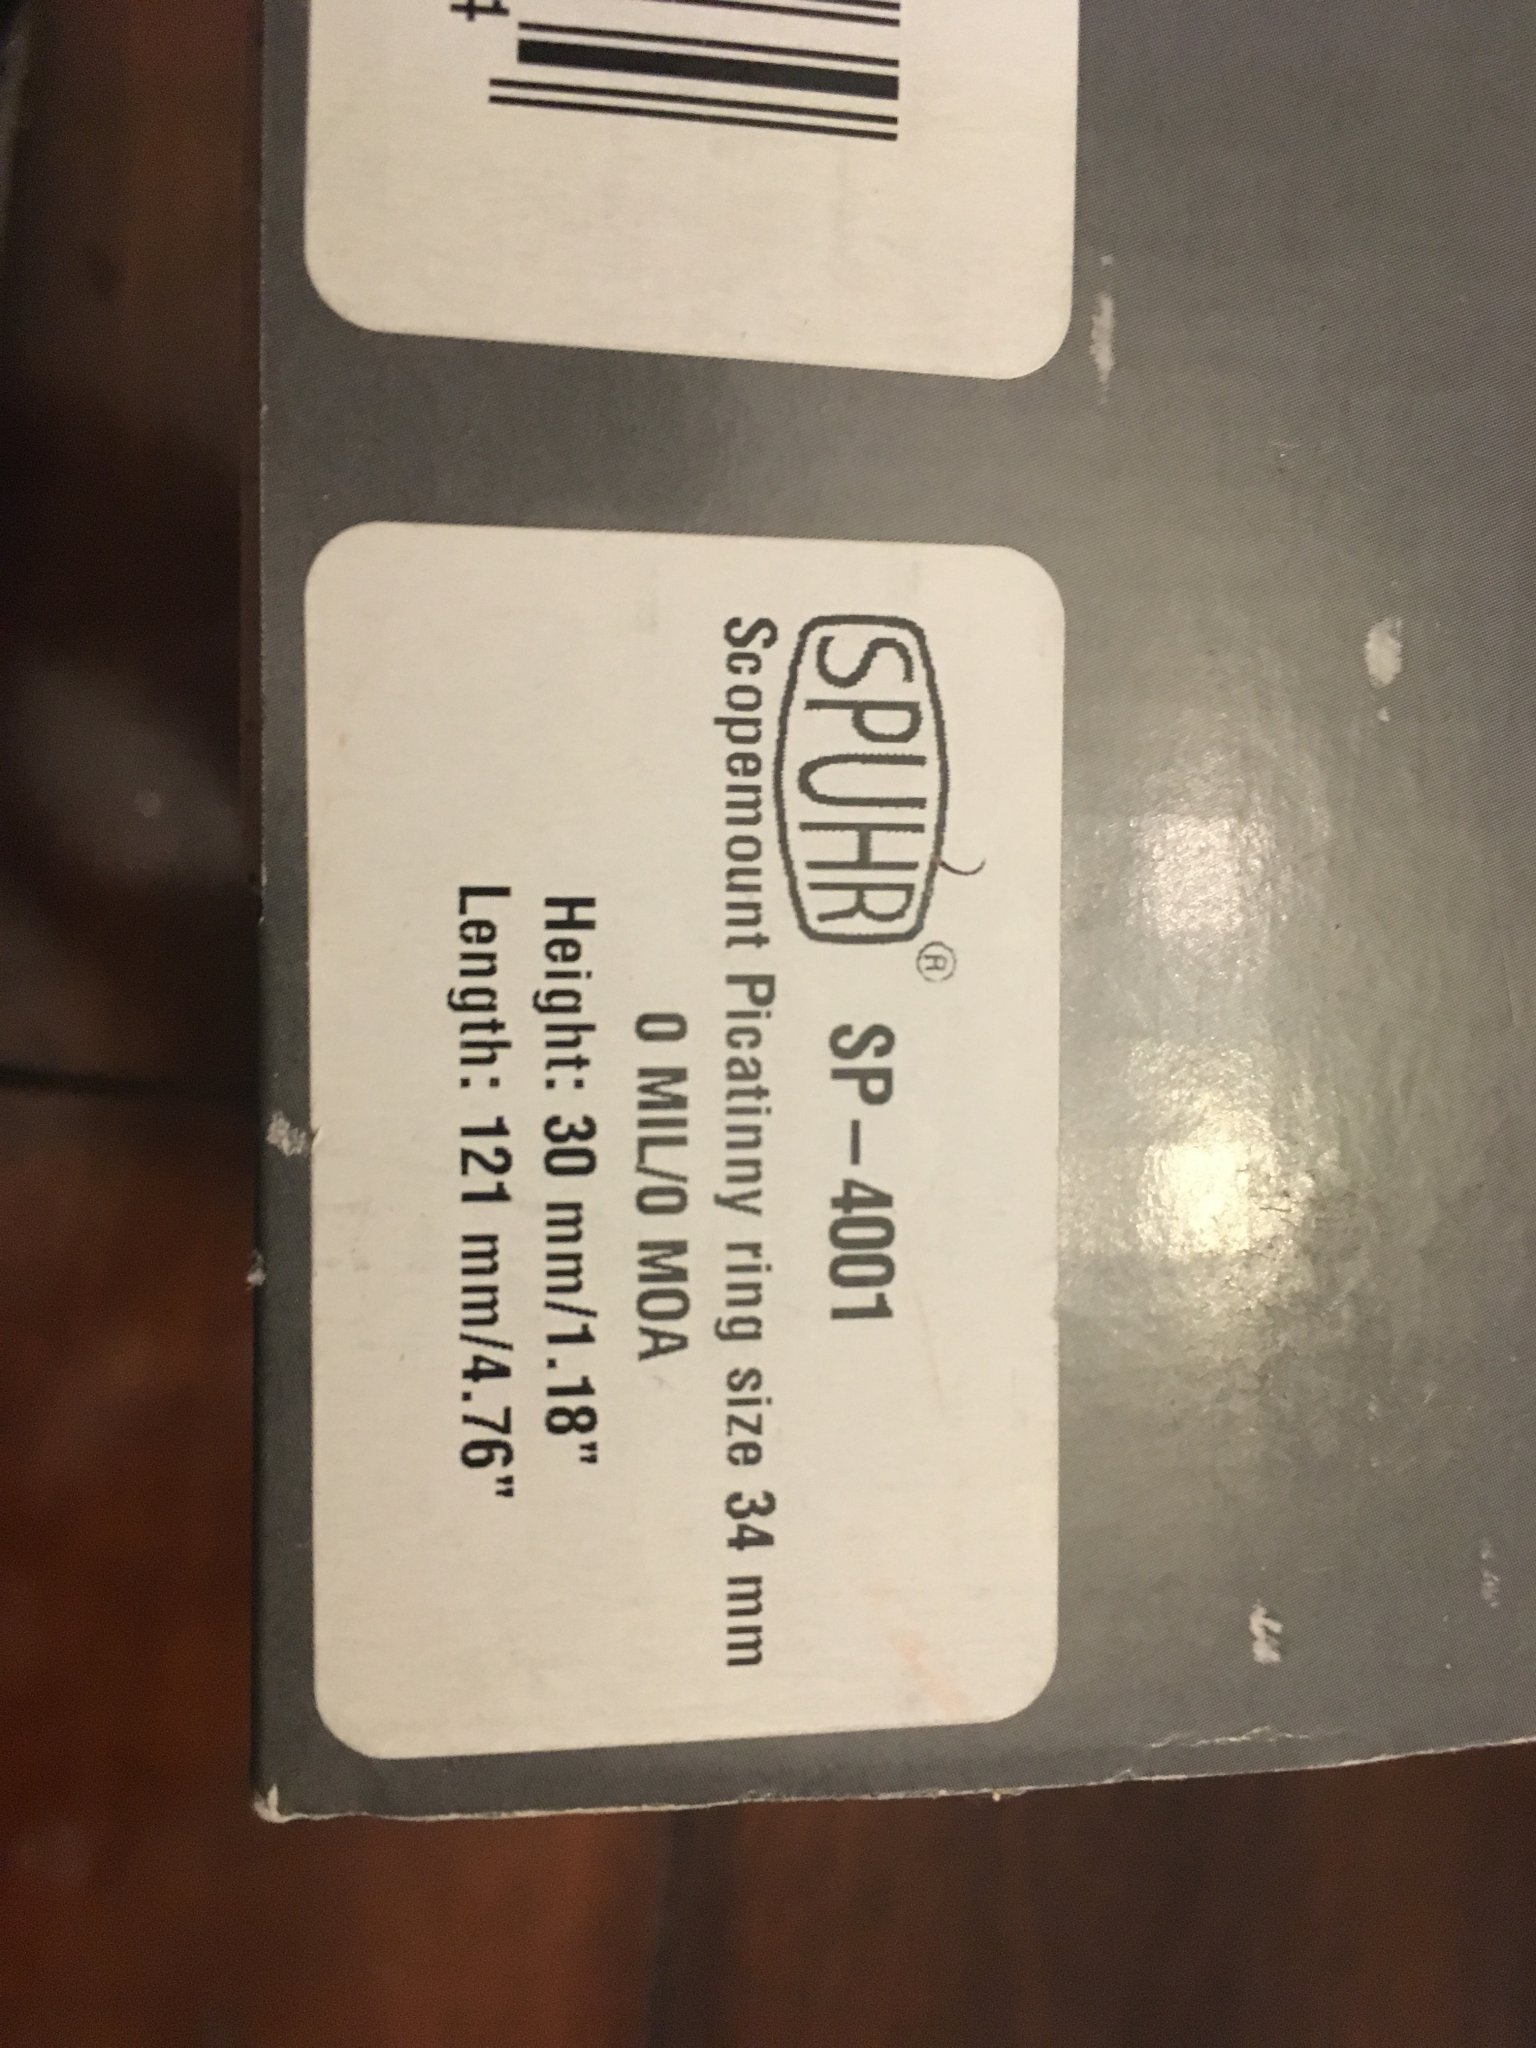 SPUHR® SP-4001
Scopemount Picatinny ring size 34 mm
0 MIL/0 MOA
Height: 30 mm/1.18"
Length: 121 mm/4.76"